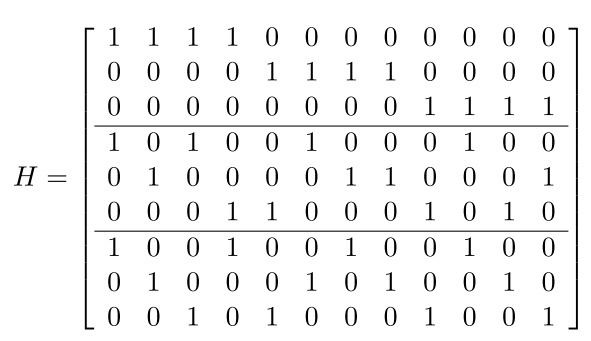 1 1 1 1 0 0 0 0 0 0 0 0
0 0 0 0 1 1 1 1 0 0 0 0
0 0 0 0 0 0 0 0 1 1 1 1
1 0 1 0 0 1 0 0 0 1 0 0
H = 0 1 0 0 0 0 1 1 0 0 0 1
0 0 0 1 1 0 0 0 1 0 1 0
1 0 0 1 0 0 1 0 0 1 0 0
0 1 0 0 0 1 0 1 0 0 1 0
0 0 1 0 1 0 0 0 1 0 0 1